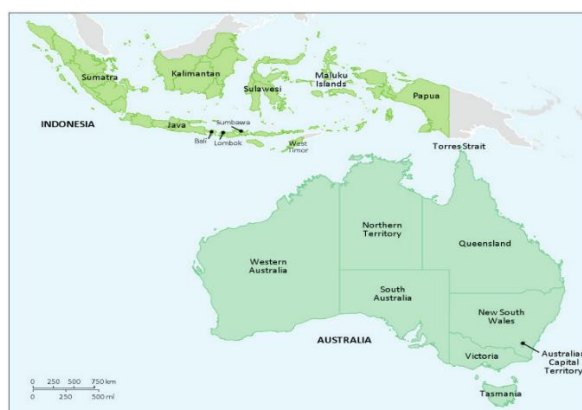 Sumatra
Kalimantan
Sulawesi
Maluku
Islands
Papua
INDONESIA
Java
Sumbawa
Bali
Lombok
West
Timor
Torres Strait
Northern
Territory
Queensland
Western
Australia
South
Australia
New South
Wales
AUSTRALIA
Victoria
Australian
Capital
Territory
Tasmania
0 250 500 750 km
0 250 500 mi